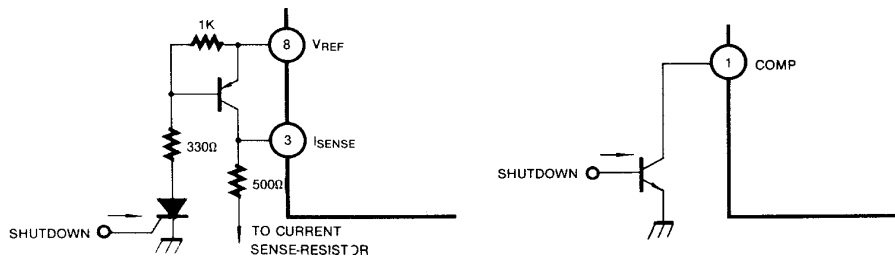 1K
8 VREF
330Ω
3 ISENSE
500Ω
SHUTDOWN
TO CURRENT
SENSE-RESISTOR
1 COMP
SHUTDOWN